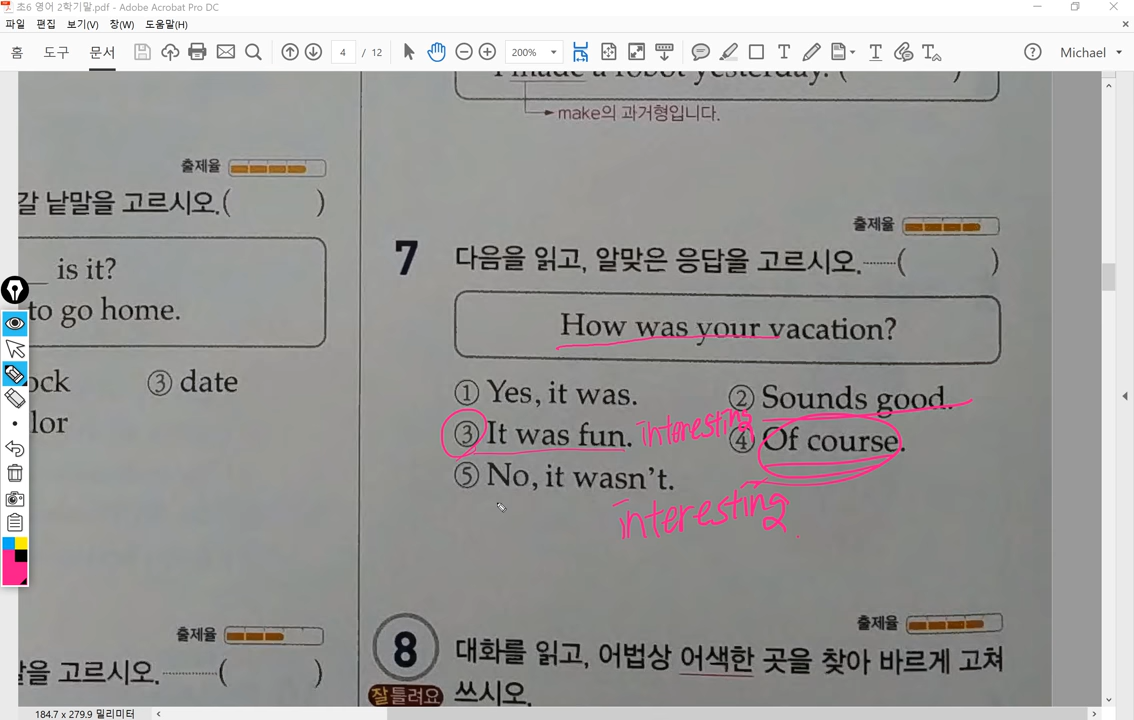 초6 영어 2학기말.pdf - Adobe Acrobat Pro DC
파일 편집 보기(V) 창(W) 도움말(H)
홈 도구 문서 4 / 12 200% Michael
I made a robot yesterday. ( )
make의 과거형입니다.
출제율
갈 낱말을 고르시오.( )
is it?
to go home.
ock ③ date
lor
출제율
7 다음을 읽고, 알맞은 응답을 고르시오.········( )
How was your vacation?
① Yes, it was. ② Sounds good.
③ It was fun. interesting ④ Of course.
⑤ No, it wasn't.
interesting
출제율
을 고르시오.············( )
출제율
8 대화를 읽고, 어법상 어색한 곳을 찾아 바르게 고쳐
잘 틀려요 쓰시오.
184.7 x 279.9 밀리미터